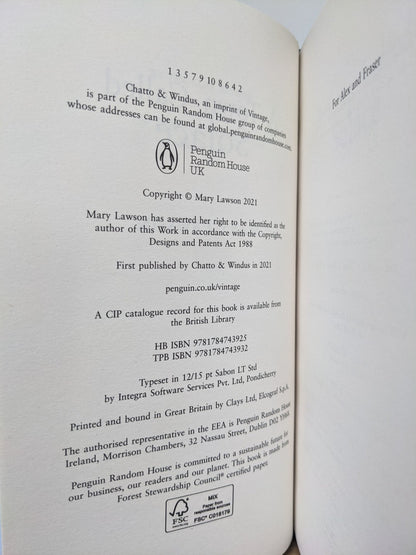 1 3 5 7 9 10 8 6 4 2
Chatto & Windus, an imprint of Vintage,
is part of the Penguin Random House group of companies
whose addresses can be found at global.penguinrandomhouse.com
Penguin
Random House
UK
Copyright © Mary Lawson 2021
Mary Lawson has asserted her right to be identified as the
author of this Work in accordance with the Copyright,
Designs and Patents Act 1988
First published by Chatto & Windus in 2021
penguin.co.uk/vintage
A CIP catalogue record for this book is available from
the British Library
HB ISBN 9781784743925
TPB ISBN 9781784743932
Typeset in 12/15 pt Sabon LT Std
by Integra Software Services Pvt. Ltd, Pondicherry
Printed and bound in Great Britain by Clays Ltd, Elcograf S.p.A.
The authorised representative in the EEA is Penguin Random House
Ireland, Morrison Chambers, 32 Nassau Street, Dublin D02 YH68
Penguin Random House is committed to a sustainable future for
our business, our readers and our planet. This book is made from
Forest Stewardship Council® certified paper.
FSC
www.fsc.org
MIX
Paper from
responsible sources
FSC® C018179
For Alex and Fraser